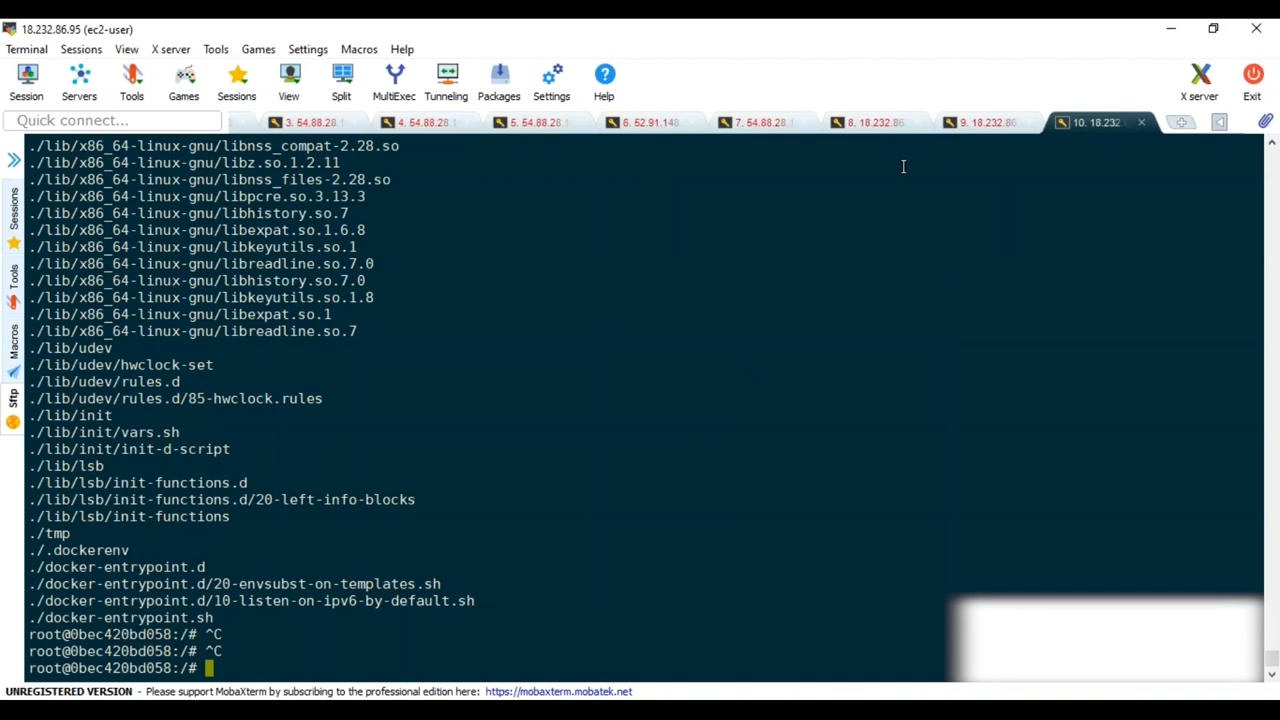 18.232.86.95 (ec2-user)
Terminal Sessions View X server Tools Games Settings Macros Help
Session Servers Tools Games Sessions View Split MultiExec Tunneling Packages Settings Help X server Exit
Quick connect... 3. 54.88.28.1 4. 54.88.28.1 5. 54.88.28.1 6. 52.91.148. 7. 54.88.28.1 8. 18.232.86. 9. 18.232.86. 10. 18.232.
Sessions
Tools
Macros
Sftp
./lib/x86_64-linux-gnu/libnss_compat-2.28.so
./lib/x86_64-linux-gnu/libz.so.1.2.11
./lib/x86_64-linux-gnu/libnss_files-2.28.so
./lib/x86_64-linux-gnu/libpcre.so.3.13.3
./lib/x86_64-linux-gnu/libhistory.so.7
./lib/x86_64-linux-gnu/libexpat.so.1.6.8
./lib/x86_64-linux-gnu/libkeyutils.so.1
./lib/x86_64-linux-gnu/libreadline.so.7.0
./lib/x86_64-linux-gnu/libhistory.so.7.0
./lib/x86_64-linux-gnu/libkeyutils.so.1.8
./lib/x86_64-linux-gnu/libexpat.so.1
./lib/x86_64-linux-gnu/libreadline.so.7
./lib/udev
./lib/udev/hwclock-set
./lib/udev/rules.d
./lib/udev/rules.d/85-hwclock.rules
./lib/init
./lib/init/vars.sh
./lib/init/init-d-script
./lib/lsb
./lib/lsb/init-functions.d
./lib/lsb/init-functions.d/20-left-info-blocks
./lib/lsb/init-functions
./tmp
./.dockerenv
./docker-entrypoint.d
./docker-entrypoint.d/20-envsubst-on-templates.sh
./docker-entrypoint.d/10-listen-on-ipv6-by-default.sh
./docker-entrypoint.sh
root@0bec420bd058:/# ^C
root@0bec420bd058:/# ^C
root@0bec420bd058:/#
UNREGISTERED VERSION - Please support MobaXterm by subscribing to the professional edition here: https://mobaxterm.mobatek.net